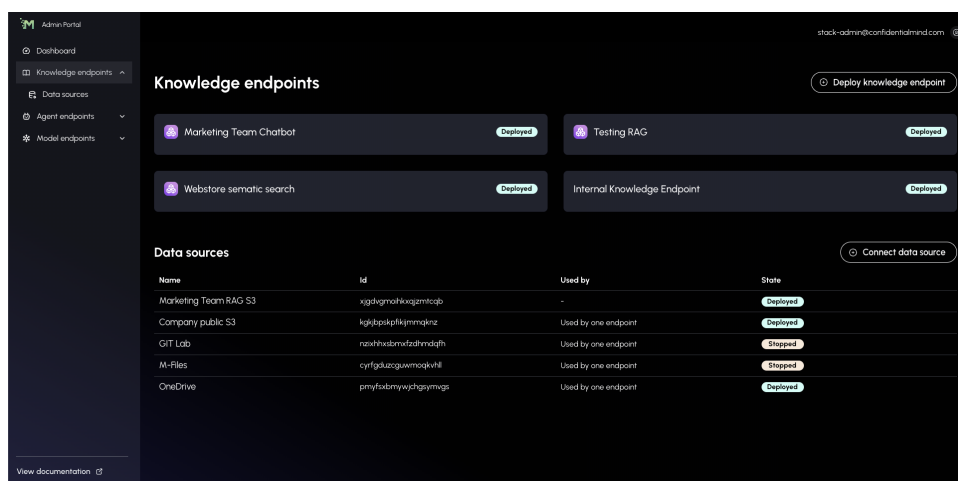 Admin Portal
stack-admin@confidentialmind.com
Dashboard
Knowledge endpoints
Data sources
Agent endpoints
Model endpoints
Knowledge endpoints
Deploy knowledge endpoint
Marketing Team Chatbot Deployed
Testing RAG Deployed
Webstore sematic search Deployed
Internal Knowledge Endpoint Deployed
Data sources
Connect data source
Name Id Used by State
Marketing Team RAG S3 xjgdvgmoihkxqjzmtcqb - Deployed
Company public S3 kgkjbpskpfikijmmqknz Used by one endpoint Deployed
GIT Lab nzixhhxsbmxfzdhmdqfh Used by one endpoint Stopped
M-Files cyrfgduzcguwmoqkvhll Used by one endpoint Stopped
OneDrive pmyfsxbmywjchgsymvgs Used by one endpoint Deployed
View documentation